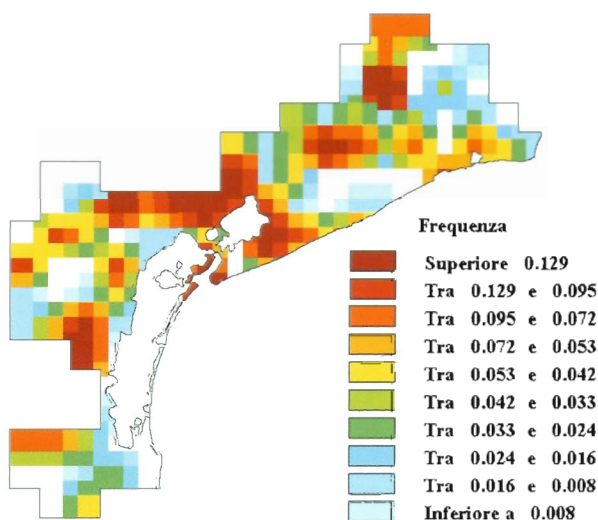 Frequenza
Superiore 0.129
Tra 0.129 e 0.095
Tra 0.095 e 0.072
Tra 0.072 e 0.053
Tra 0.053 e 0.042
Tra 0.042 e 0.033
Tra 0.033 e 0.024
Tra 0.024 e 0.016
Tra 0.016 e 0.008
Inferiore a 0.008